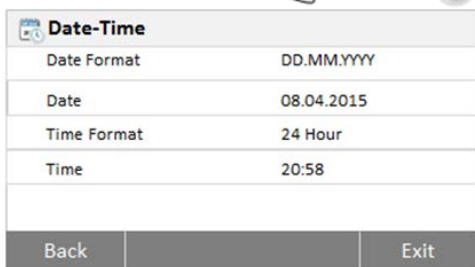 Date-Time
Date Format DD.MM.YYYY
Date 08.04.2015
Time Format 24 Hour
Time 20:58
Back Exit